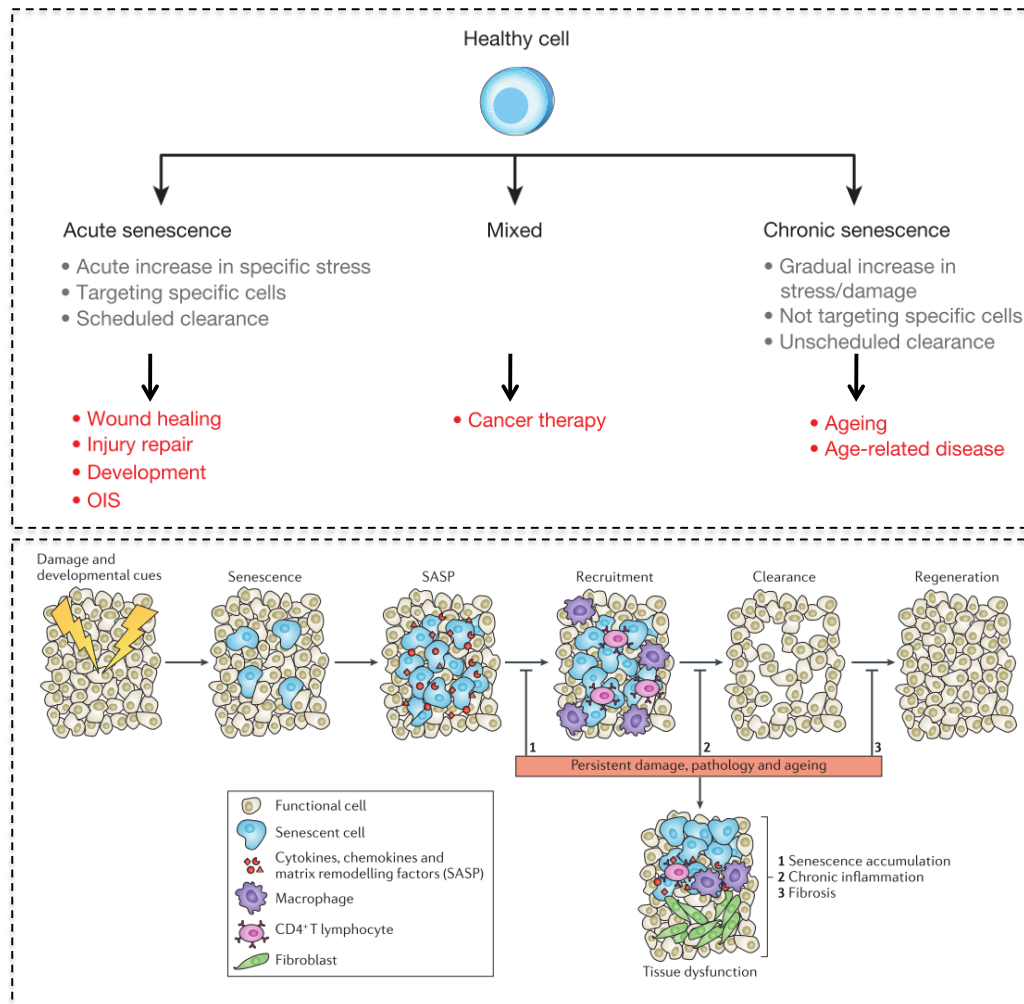 Healthy cell
Acute senescence
• Acute increase in specific stress
• Targeting specific cells
• Scheduled clearance
Mixed
Chronic senescence
• Gradual increase in
stress/damage
• Not targeting specific cells
• Unscheduled clearance
• Wound healing
• Injury repair
• Development
• OIS
• Cancer therapy
• Ageing
• Age-related disease
Damage and
developmental cues
Senescence
SASP
Recruitment
Clearance
Regeneration
1
2
3
Persistent damage, pathology and ageing
Functional cell
Senescent cell
Cytokines, chemokines and
matrix remodelling factors (SASP)
Macrophage
CD4⁺ T lymphocyte
Fibroblast
1 Senescence accumulation
2 Chronic inflammation
3 Fibrosis
Tissue dysfunction